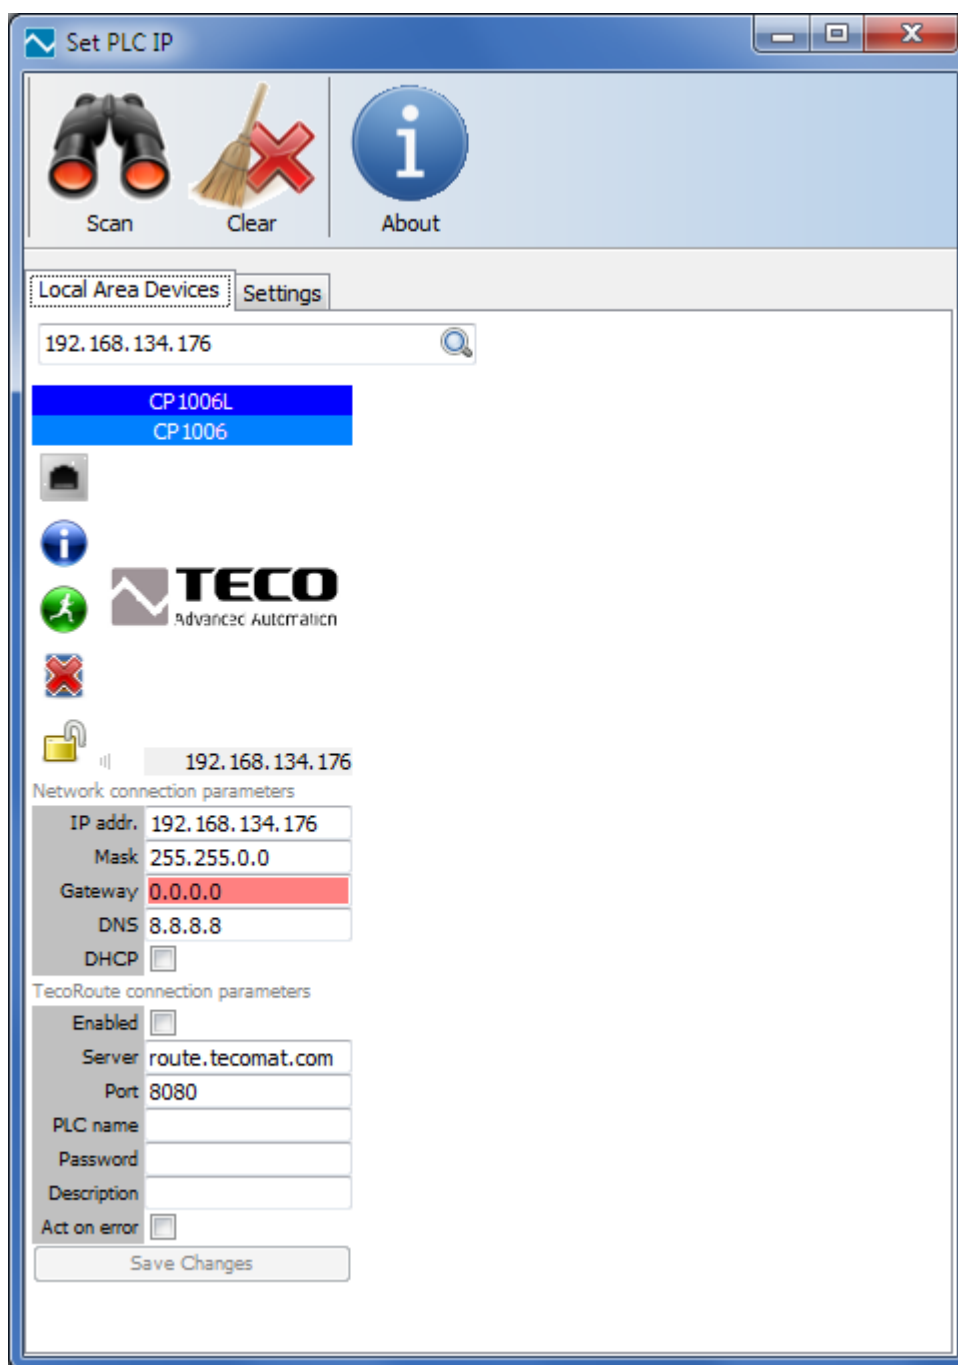 Set PLC IP
Scan Clear About
Local Area Devices Settings
192.168.134.176
CP1006L
CP1006
TECO
Advanced Automation
192.168.134.176
Network connection parameters
IP addr. 192.168.134.176
Mask 255.255.0.0
Gateway 0.0.0.0
DNS 8.8.8.8
DHCP
TecoRoute connection parameters
Enabled
Server route.tecomat.com
Port 8080
PLC name
Password
Description
Act on error
Save Changes